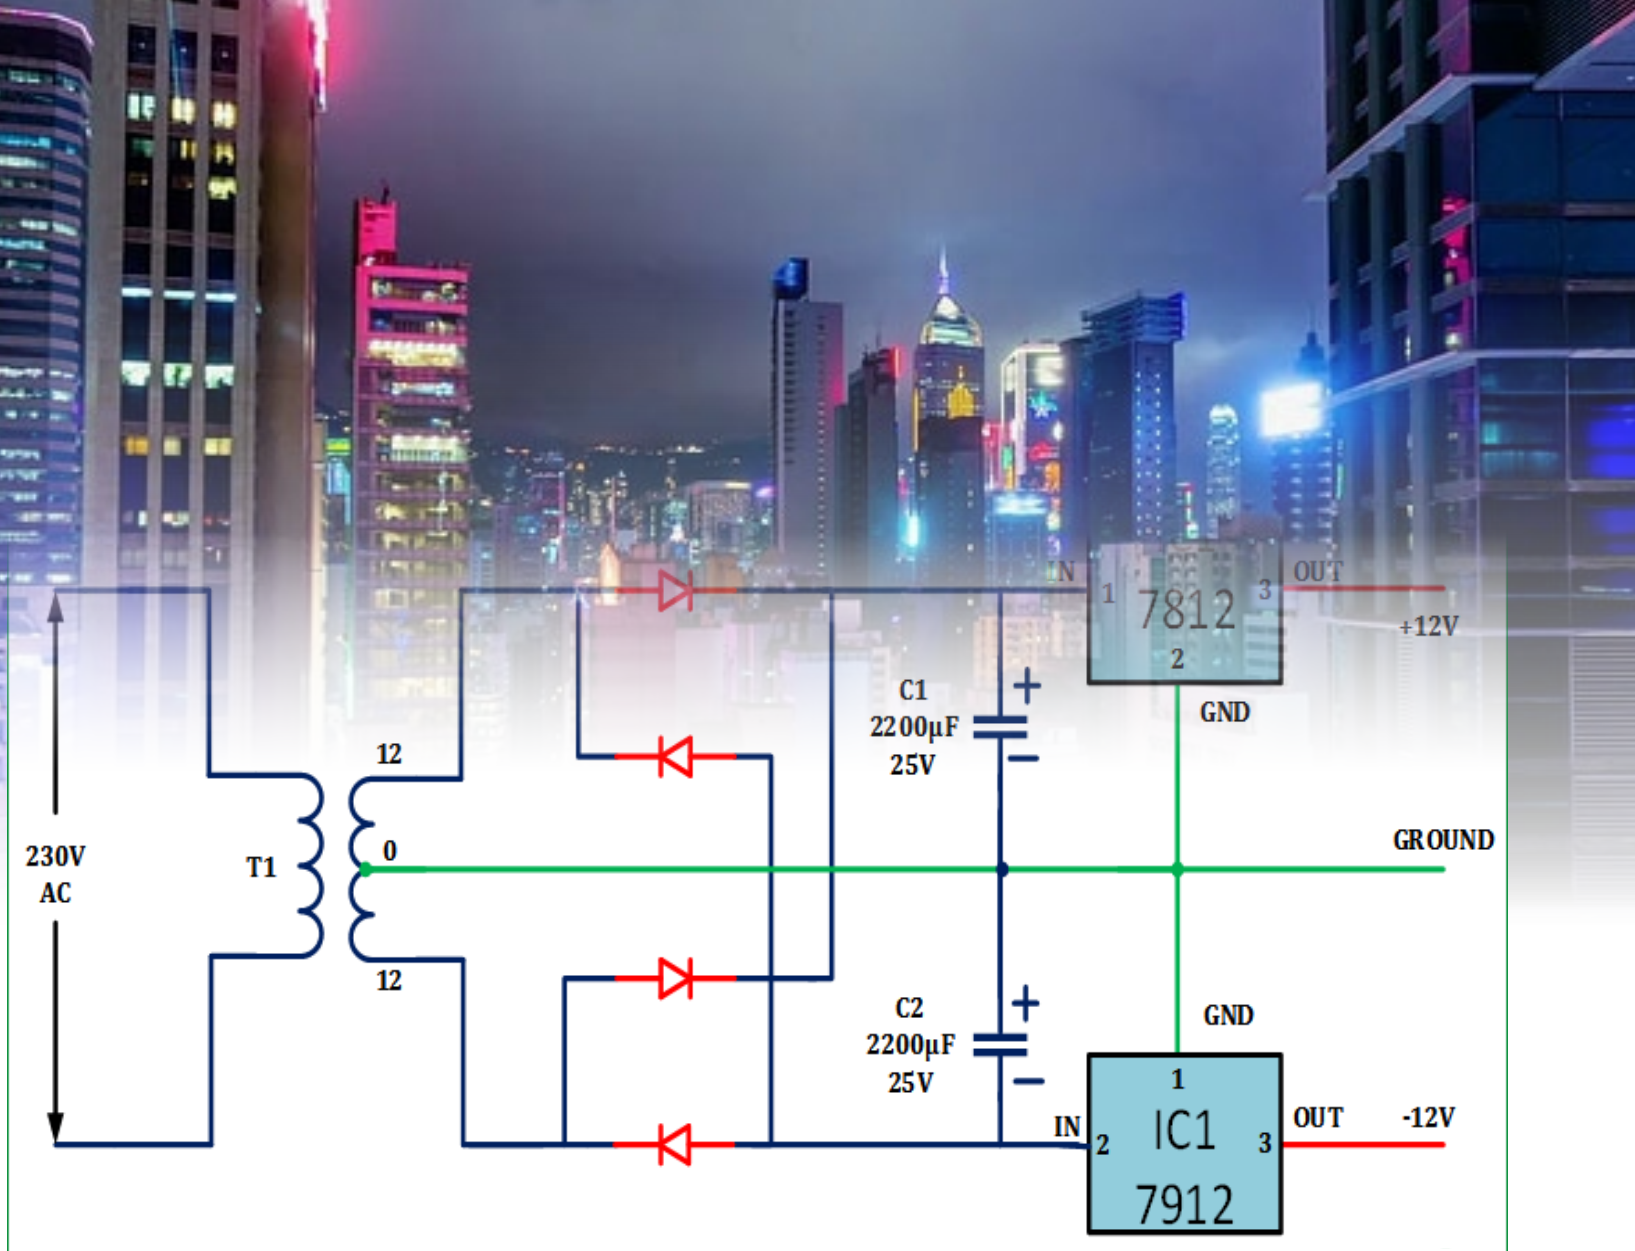 IN
1
7812
3
OUT
2
+12V
GND
C1
2200µF
25V
+
−
12
230V
AC
T1
0
GROUND
12
C2
2200µF
25V
+
−
GND
1
IN
2
IC1
7912
3
OUT
-12V